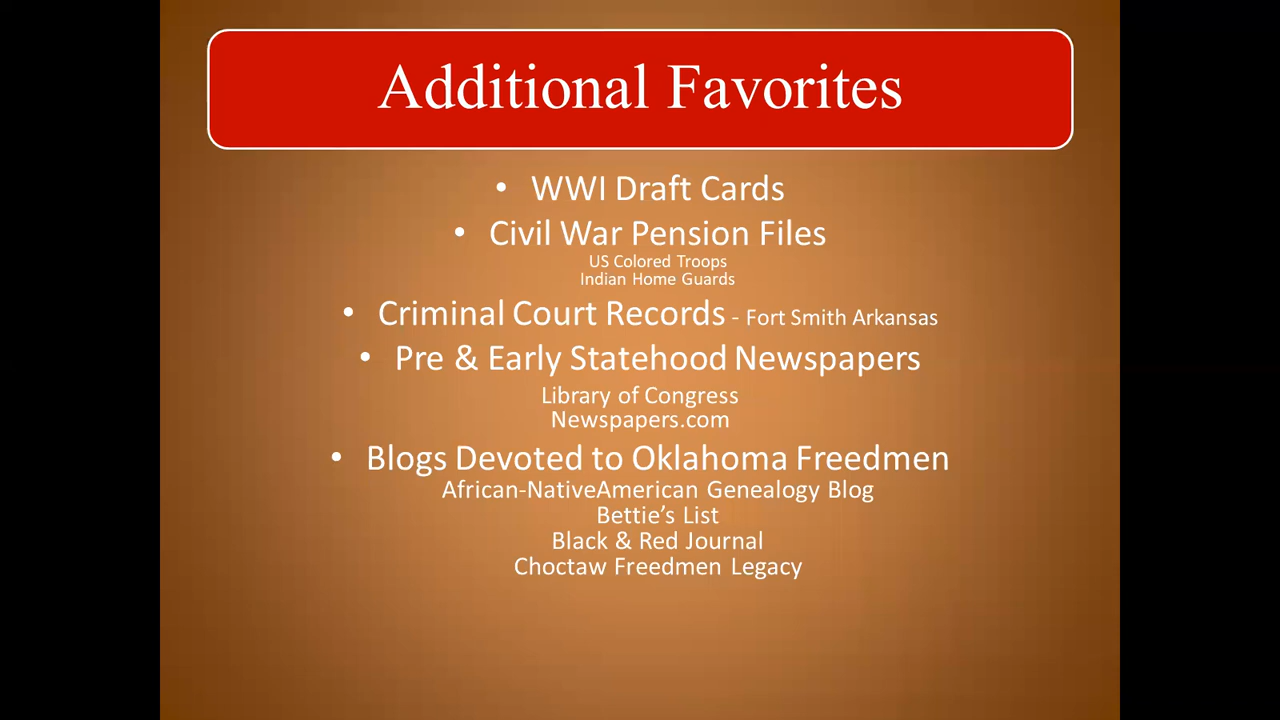 Additional Favorites
• WWI Draft Cards
• Civil War Pension Files
US Colored Troops
Indian Home Guards
• Criminal Court Records - Fort Smith Arkansas
• Pre & Early Statehood Newspapers
Library of Congress
Newspapers.com
• Blogs Devoted to Oklahoma Freedmen
African-NativeAmerican Genealogy Blog
Bettie’s List
Black & Red Journal
Choctaw Freedmen Legacy